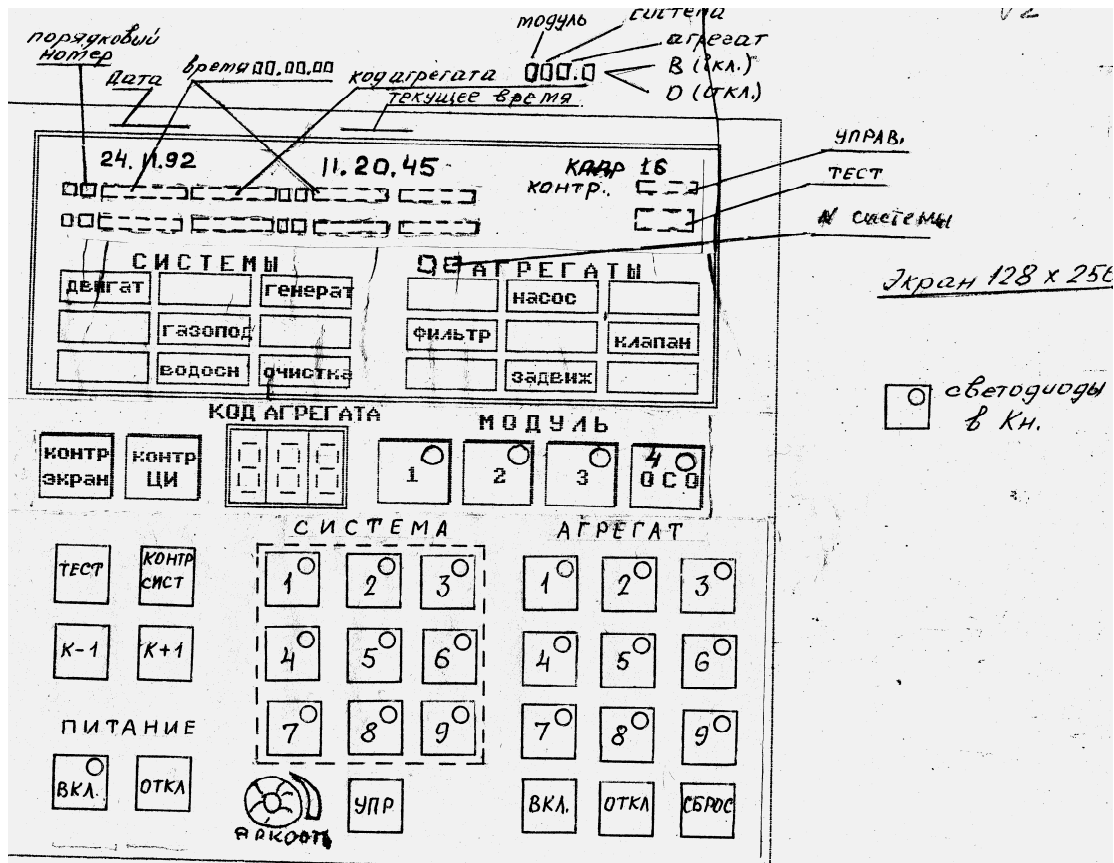 модуль
система
порядковый
номер
агрегат
В (вкл.)
О (откл.)
Дата
время 00.00.00
код агрегата
текущее время
24.11.92
11.20.45
КАДР 16
контр.
УПРАВ.
ТЕСТ
N системы
СИСТЕМЫ
АГРЕГАТЫ
двигат
генерат
насос
газопод
фильтр
клапан
водосн
очистка
задвиж
Экран 128 x 256
светодиоды
в Кн.
КОД АГРЕГАТА
МОДУЛЬ
контр
экран
контр
ЦИ
1
2
3
4
ОСО
СИСТЕМА
АГРЕГАТ
ТЕСТ
КОНТР
СИСТ
1
2
3
1
2
3
К-1
К+1
4
5
6
4
5
6
ПИТАНИЕ
7
8
9
7
8
9
ВКЛ.
ОТКЛ
УПР
ВКЛ.
ОТКЛ
СБРОС
ЯРКОСТЬ